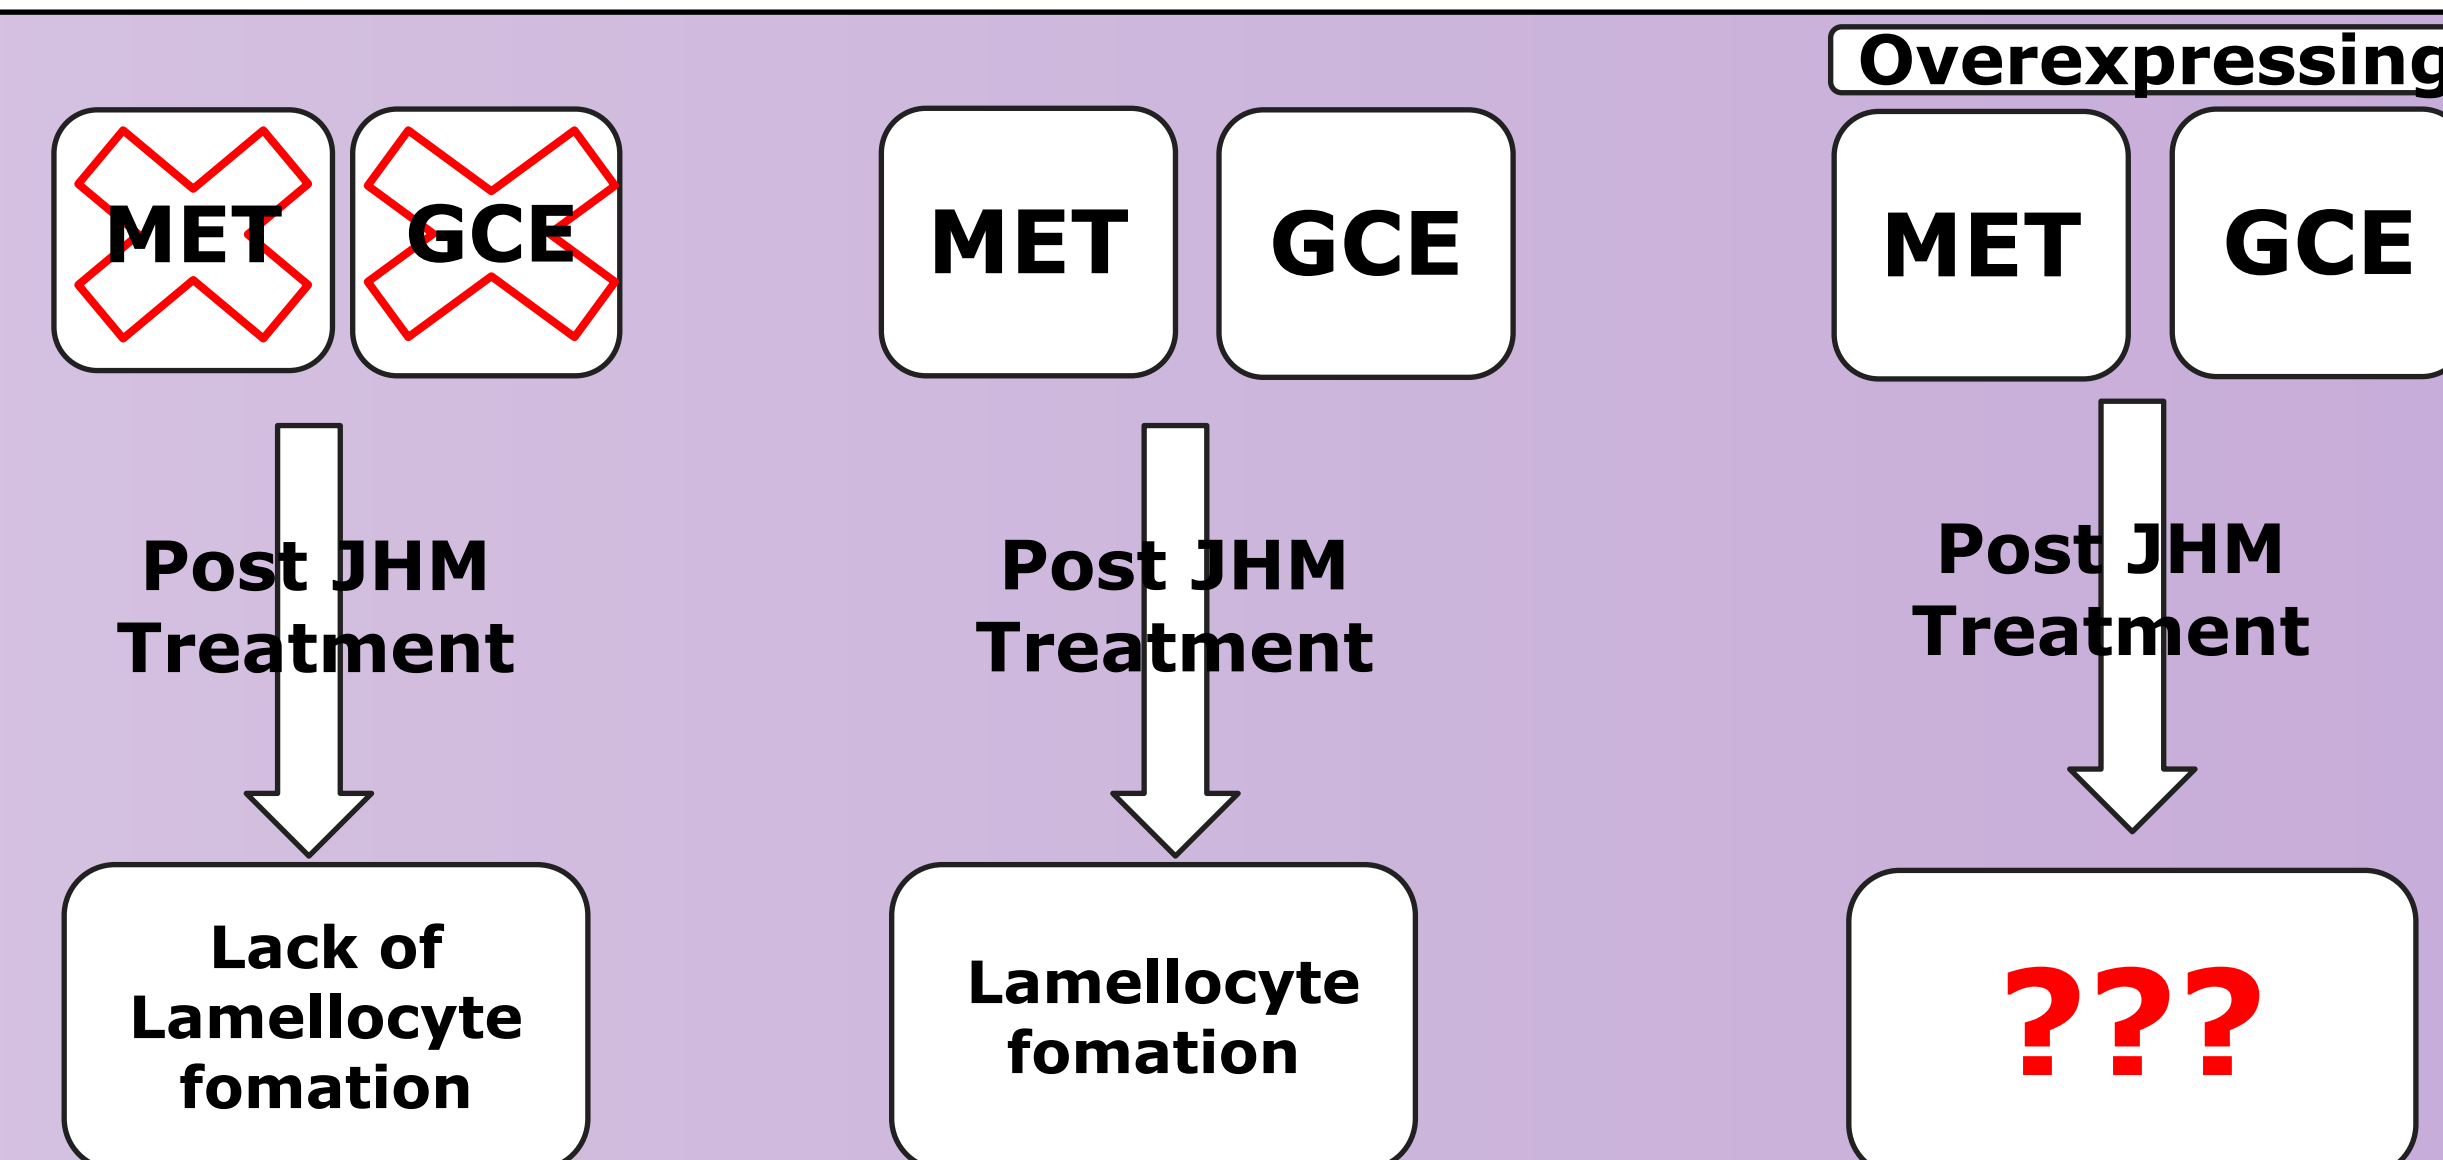 Overexpressing
MET
GCE
MET
GCE
MET
GCE
Post JHM
Treatment
Post JHM
Treatment
Post JHM
Treatment
Lack of
Lamellocyte
fomation
Lamellocyte
fomation
???